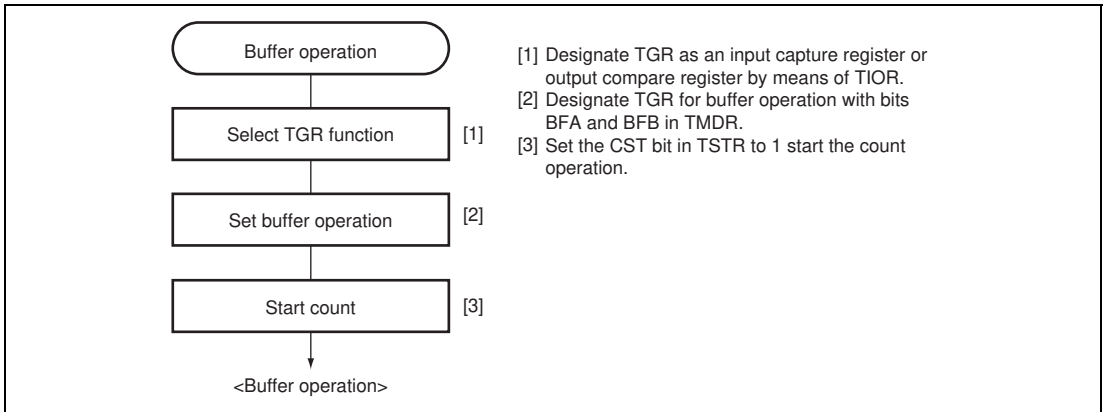 Buffer operation
Select TGR function
[1]
Set buffer operation
[2]
Start count
[3]
<Buffer operation>
[1] Designate TGR as an input capture register or
output compare register by means of TIOR.
[2] Designate TGR for buffer operation with bits
BFA and BFB in TMDR.
[3] Set the CST bit in TSTR to 1 start the count
operation.